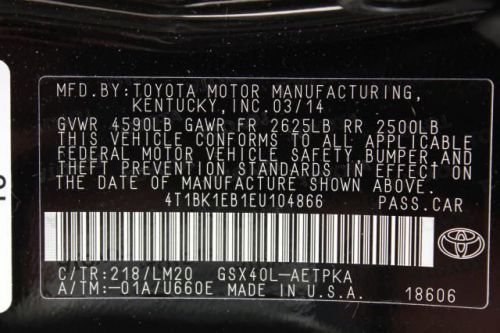 MFD.BY:TOYOTA MOTOR MANUFACTURING,
KENTUCKY,INC.03/14
GVWR 4590LB GAWR FR 2625LB RR 2500LB
THIS VEHICLE CONFORMS TO ALL APPLICABLE
FEDERAL MOTOR VEHICLE SAFETY,BUMPER,AND
THEFT PREVENTION STANDARDS IN EFFECT ON
THE DATE OF MANUFACTURE SHOWN ABOVE.
4T1BK1EB1EU104866 PASS.CAR
C/TR:218/LM20 GSX40L-AETPKA
A/TM:-01A/U660E MADE IN U.S.A. 18606
TOYOTA